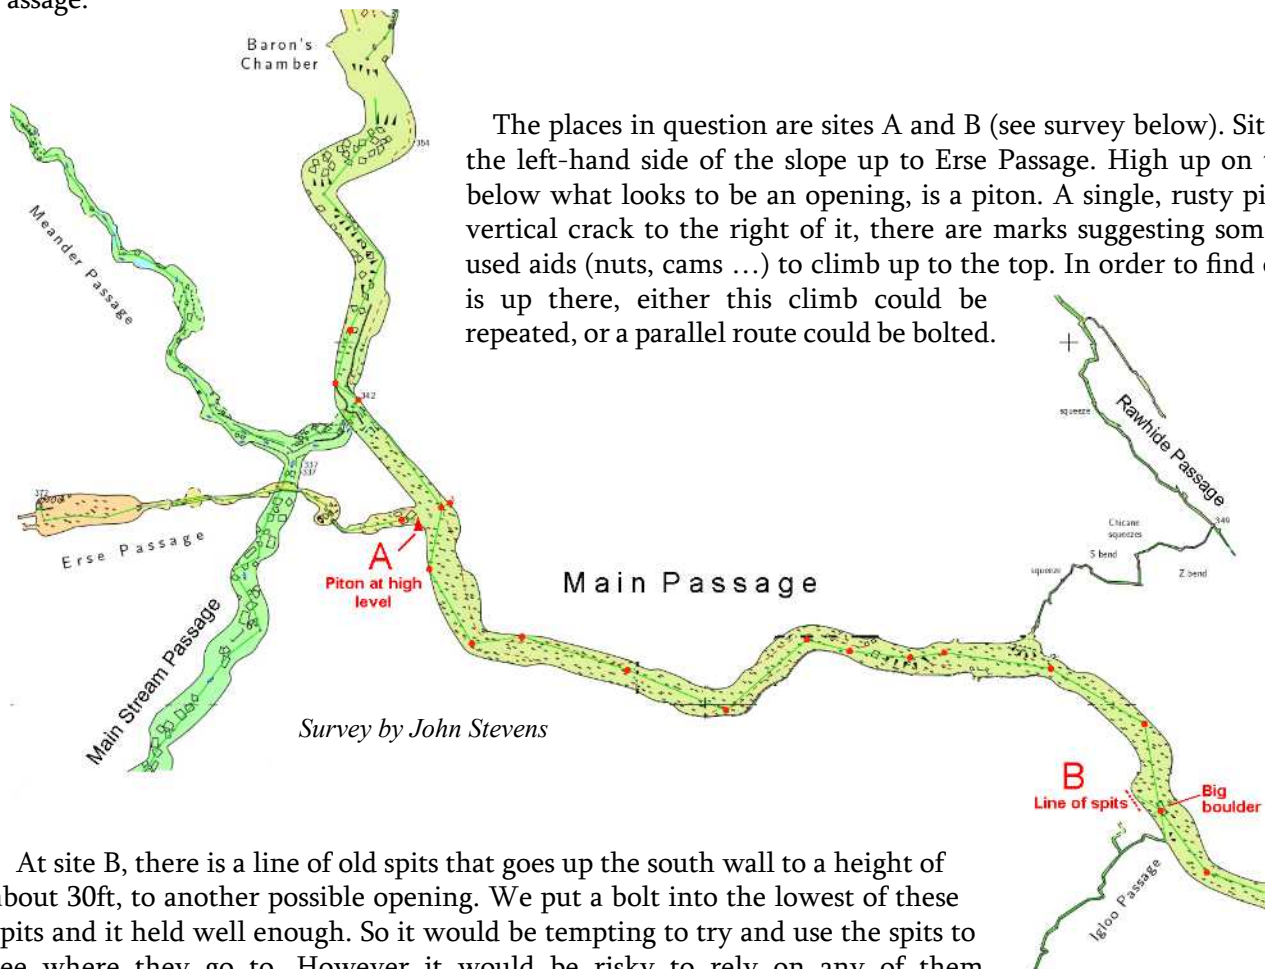 assage.
Baron's
Chamber
364
The places in question are sites A and B (see survey below). Sit
the left-hand side of the slope up to Erse Passage. High up on
below what looks to be an opening, is a piton. A single, rusty pi
vertical crack to the right of it, there are marks suggesting som
used aids (nuts, cams …) to climb up to the top. In order to find
is up there, either this climb could be
repeated, or a parallel route could be bolted.
Meander Passage
342
squeeze
Rawhide Passage
337
337
372
Erse Passage
A
Piton at high
level
Main Passage
349
Chicane
squeezes
S bend
squeeze
Z bend
Main Stream Passage
Survey by John Stevens
B
Line of spits
Big
boulder
Igloo Passage
At site B, there is a line of old spits that goes up the south wall to a height of
about 30ft, to another possible opening. We put a bolt into the lowest of these
pits and it held well enough. So it would be tempting to try and use the spits to
ee where they go to. However it would be risky to rely on any of them